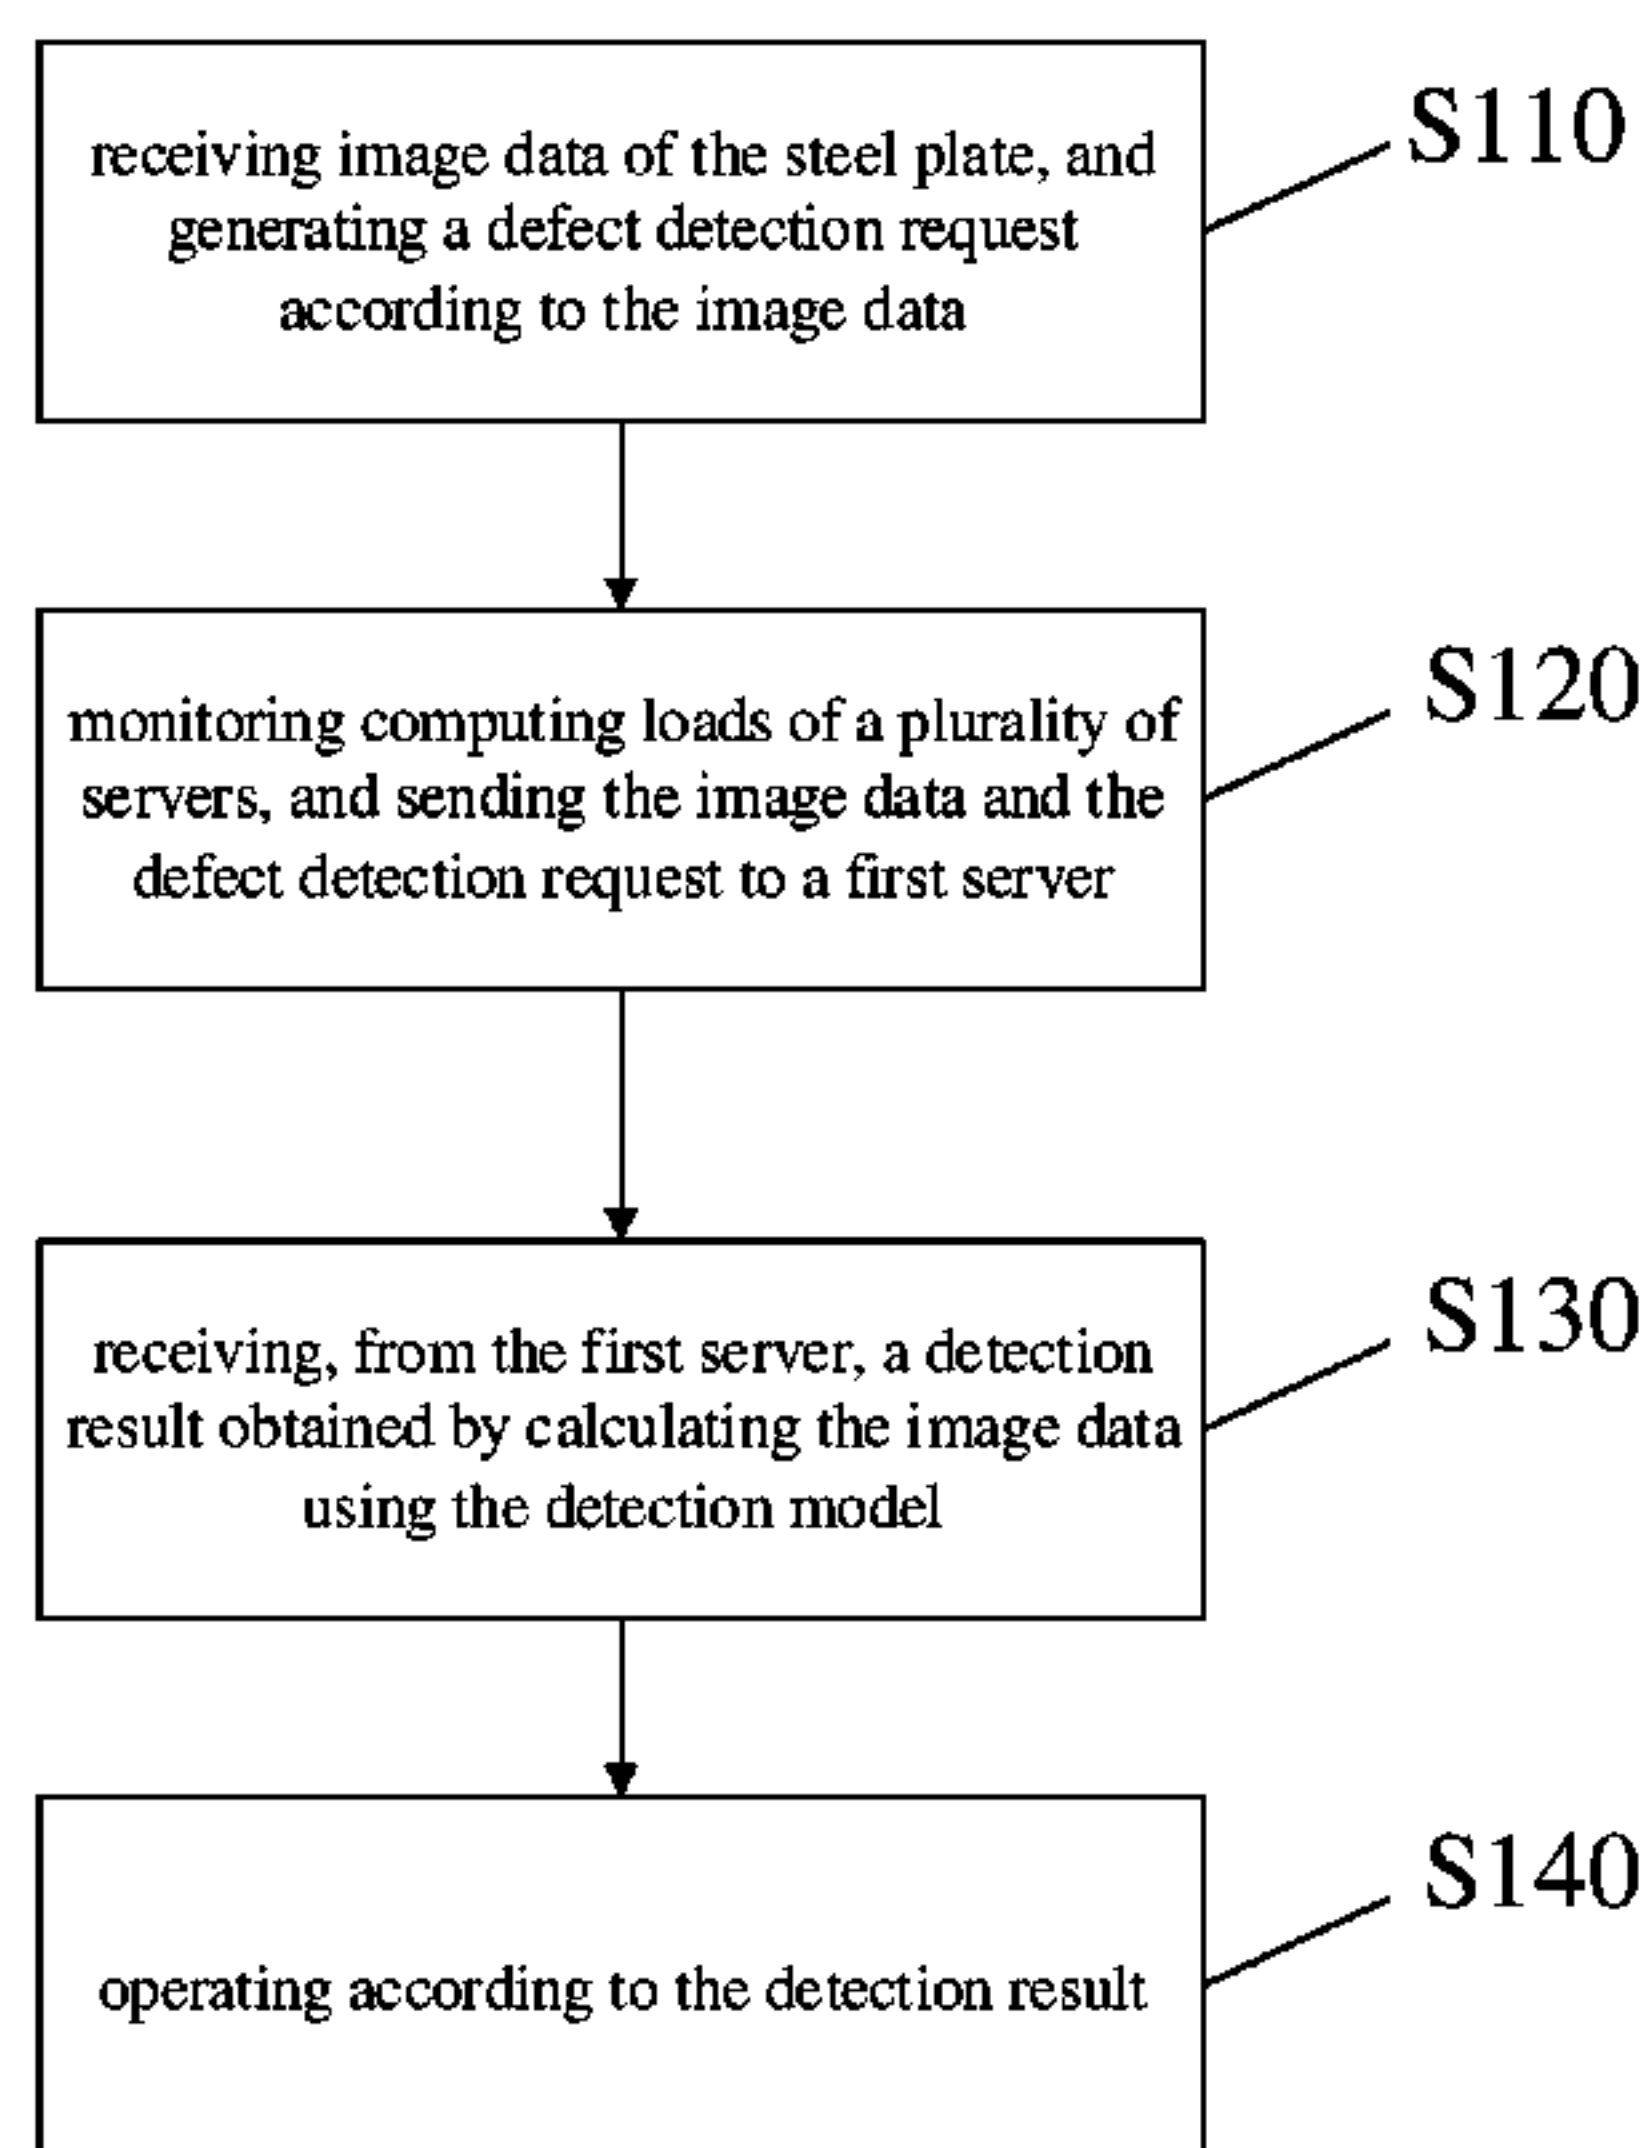 receiving image data of the steel plate, and
generating a defect detection request
according to the image data
S110
monitoring computing loads of a plurality of
servers, and sending the image data and the
defect detection request to a first server
S120
receiving, from the first server, a detection
result obtained by calculating the image data
using the detection model
S130
operating according to the detection result
S140